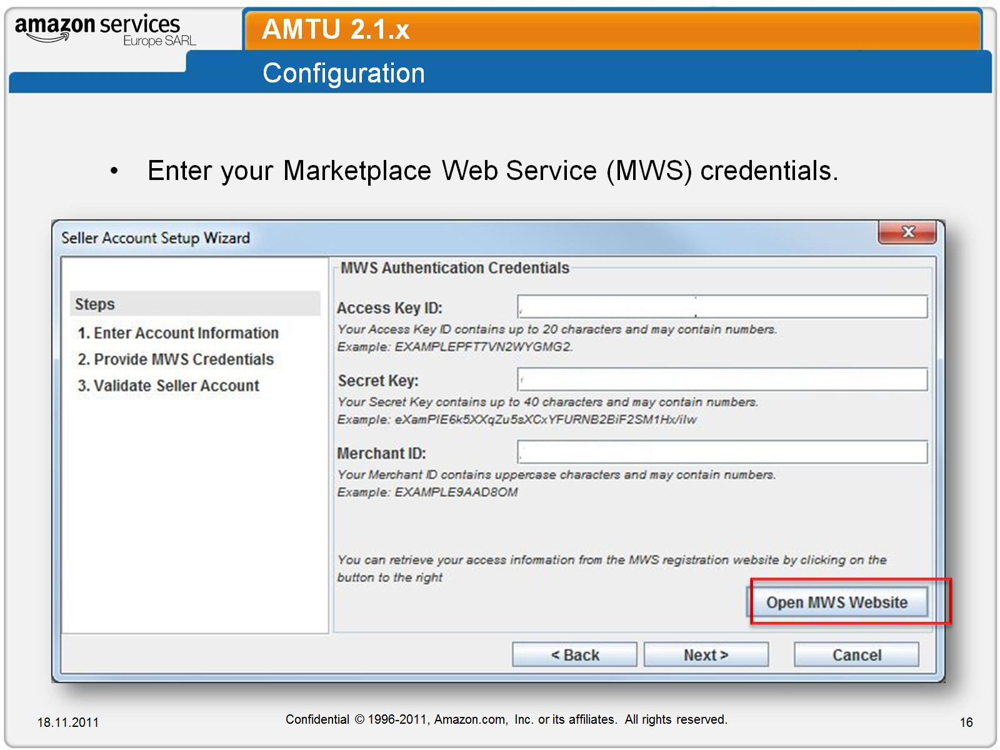 amazon services
Europe SARL
AMTU 2.1.x
Configuration
• Enter your Marketplace Web Service (MWS) credentials.
Seller Account Setup Wizard
x
Steps
1. Enter Account Information
2. Provide MWS Credentials
3. Validate Seller Account
MWS Authentication Credentials
Access Key ID:
Your Access Key ID contains up to 20 characters and may contain numbers.
Example: EXAMPLEPFT7VN2WYGMG2.
Secret Key:
Your Secret Key contains up to 40 characters and may contain numbers.
Example: eXamPlE6k5XXqZu5sXCxYFURNB2BiF2SM1Hx/iIw
Merchant ID:
Your Merchant ID contains uppercase characters and may contain numbers.
Example: EXAMPLE9AAD8OM
You can retrieve your access information from the MWS registration website by clicking on the
button to the right
Open MWS Website
< Back Next > Cancel
18.11.2011 Confidential © 1996-2011, Amazon.com, Inc. or its affiliates. All rights reserved. 16